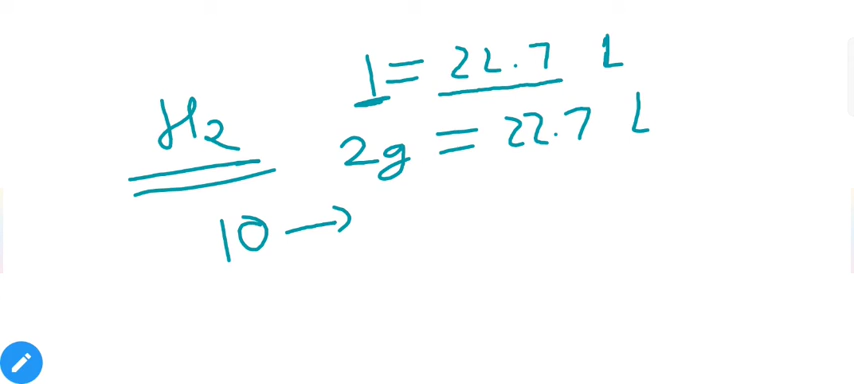 1 = 22.7 L
H2
2g = 22.7 L
10 →